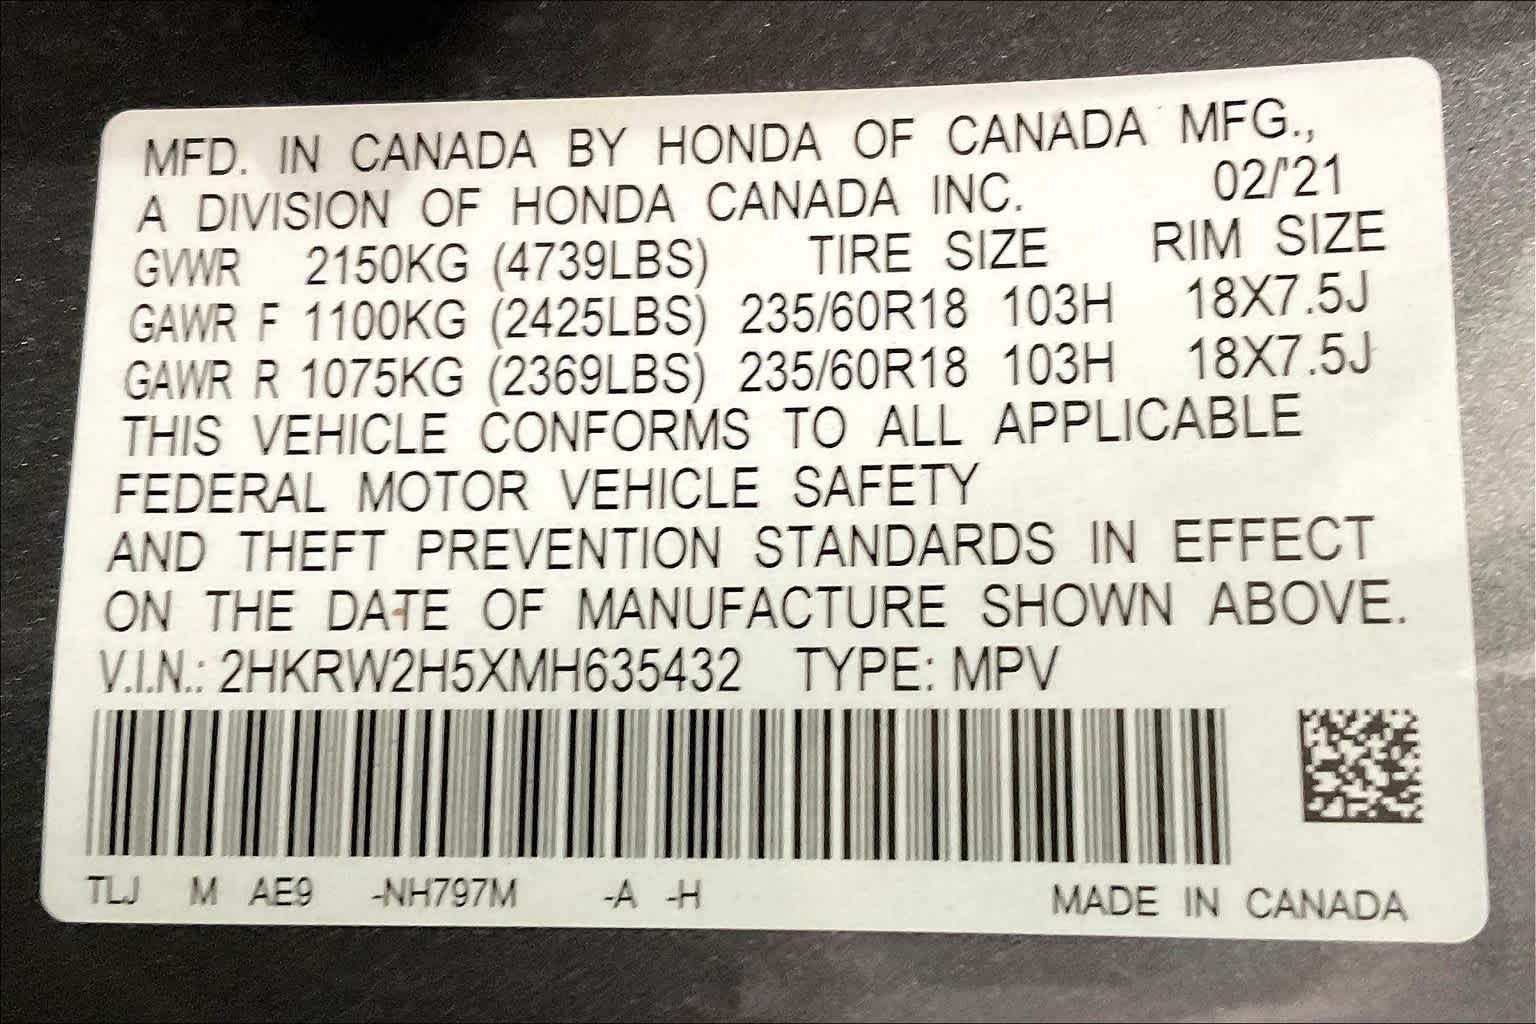 MFD. IN CANADA BY HONDA OF CANADA MFG.,
A DIVISION OF HONDA CANADA INC. 02/'21
GVWR 2150KG (4739LBS) TIRE SIZE RIM SIZE
GAWR F 1100KG (2425LBS) 235/60R18 103H 18X7.5J
GAWR R 1075KG (2369LBS) 235/60R18 103H 18X7.5J
THIS VEHICLE CONFORMS TO ALL APPLICABLE
FEDERAL MOTOR VEHICLE SAFETY
AND THEFT PREVENTION STANDARDS IN EFFECT
ON THE DATE OF MANUFACTURE SHOWN ABOVE.
V.I.N.: 2HKRW2H5XMH635432 TYPE: MPV
TLJ M AE9 -NH797M -A -H MADE IN CANADA